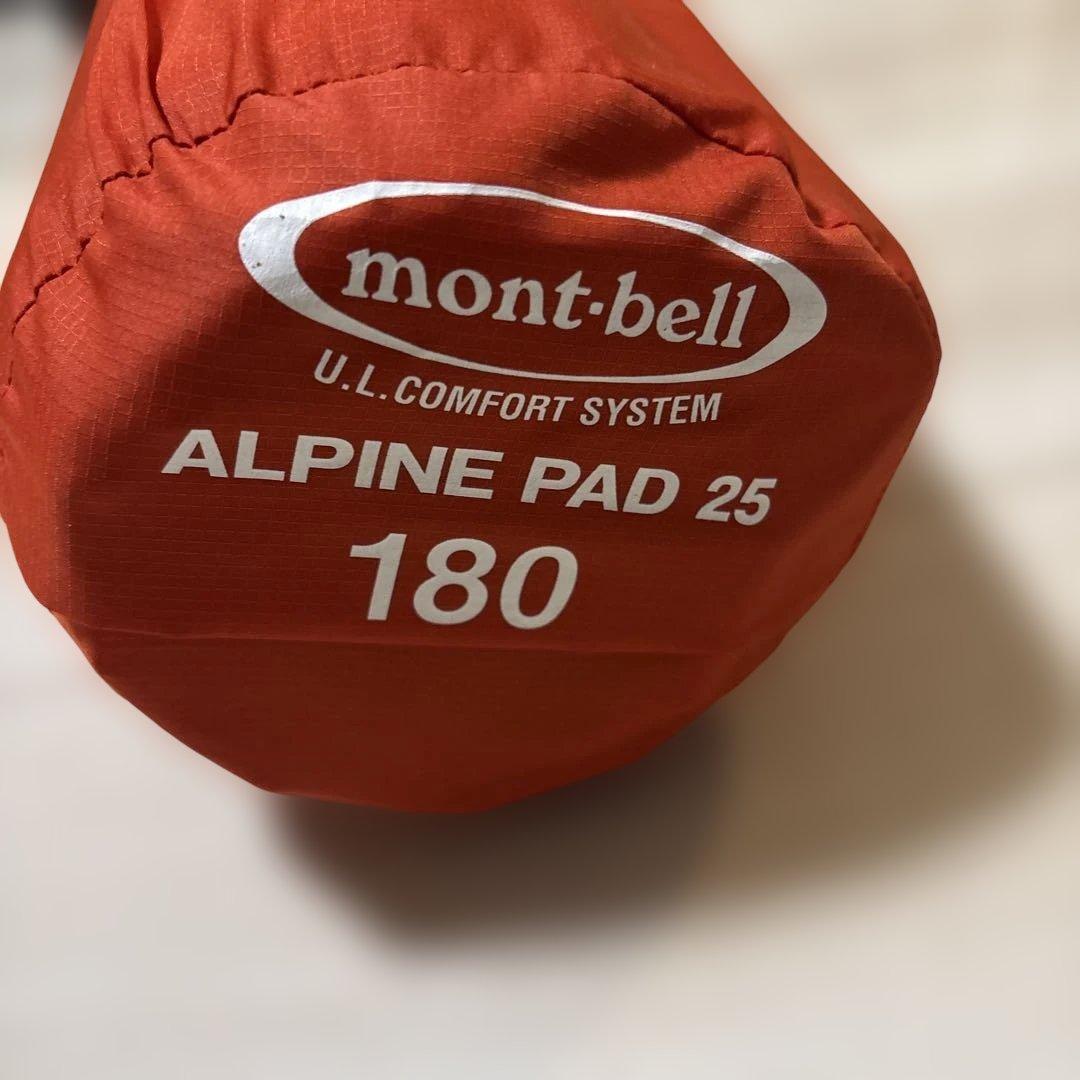 mont·bell
U.L.COMFORT SYSTEM
ALPINE PAD 25
180